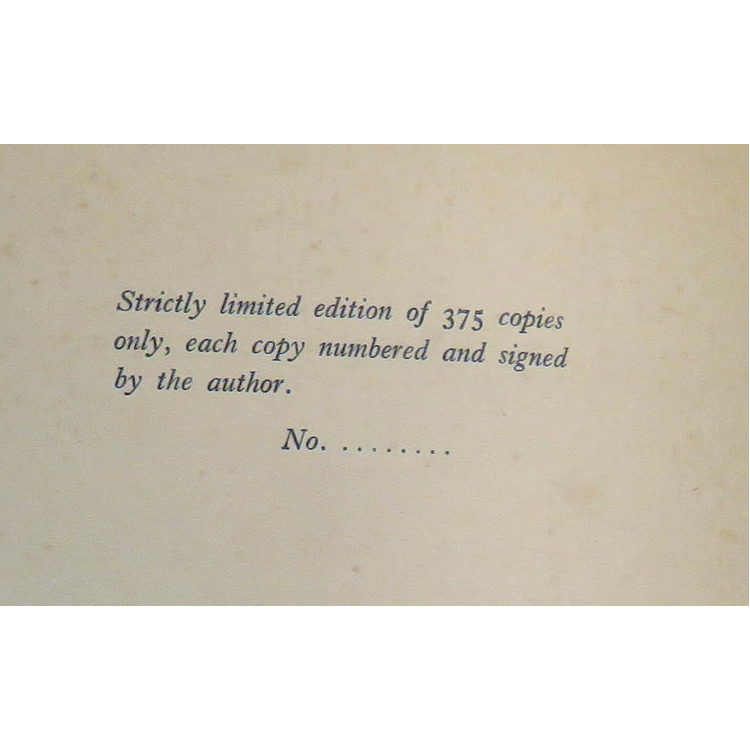 Strictly limited edition of 375 copies
only, each copy numbered and signed
by the author.
No. .........